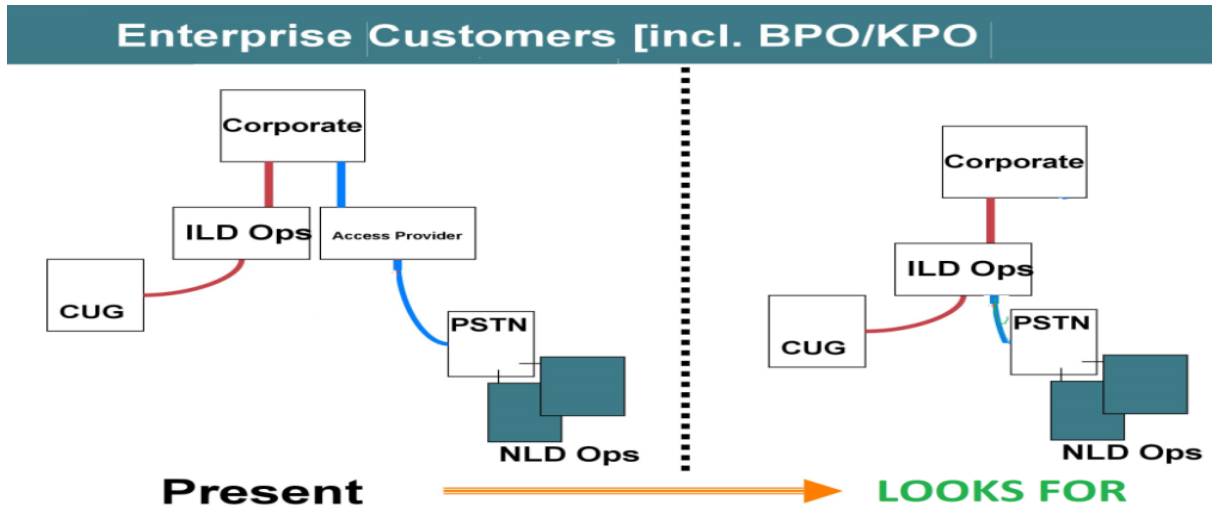 Enterprise Customers [incl. BPO/KPO
Corporate
ILD Ops
Access Provider
CUG
PSTN
NLD Ops
Present
Corporate
ILD Ops
CUG
PSTN
NLD Ops
LOOKS FOR